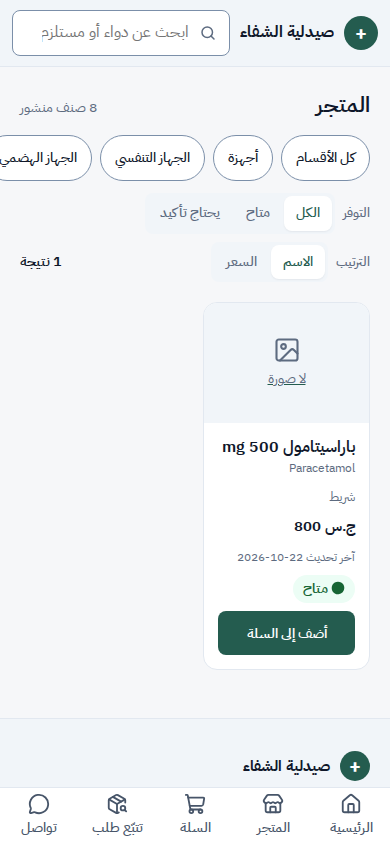 صيدلية الشفاء
ابحث عن دواء أو مستلزم
المتجر
8 صنف منشور
كل الأقسام
أجهزة
الجهاز التنفسي
الجهاز الهضمي
التوفر
الكل
متاح
يحتاج تأكيد
الترتيب
الاسم
السعر
1 نتيجة
لا صورة
باراسيتامول 500 mg
Paracetamol
شريط
800 ج.س
آخر تحديث 22-10-2026
متاح
أضف إلى السلة
صيدلية الشفاء
الرئيسية
المتجر
السلة
تتبّع طلب
تواصل